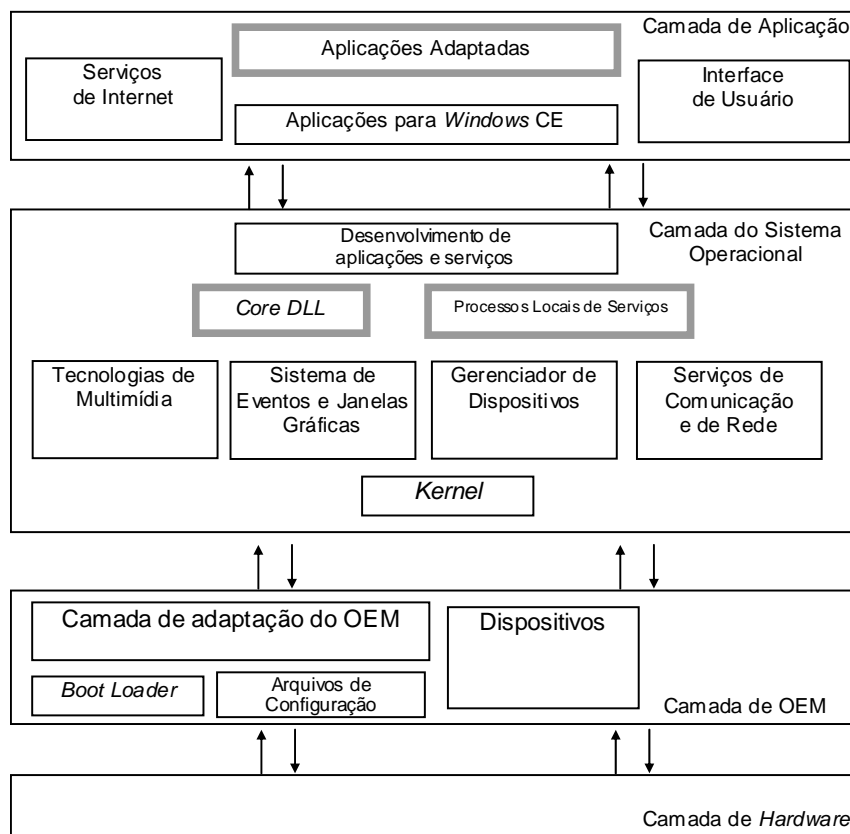 Camada de Aplicação
Aplicações Adaptadas
Serviços
de Internet
Interface
de Usuário
Aplicações para Windows CE
Camada do Sistema
Operacional
Desenvolvimento de
aplicações e serviços
Core DLL
Processos Locais de Serviços
Tecnologias de
Multimídia
Sistema de
Eventos e Janelas
Gráficas
Gerenciador de
Dispositivos
Serviços de
Comunicação
e de Rede
Kernel
Camada de adaptação do OEM
Dispositivos
Boot Loader
Arquivos de
Configuração
Camada de OEM
Camada de Hardware